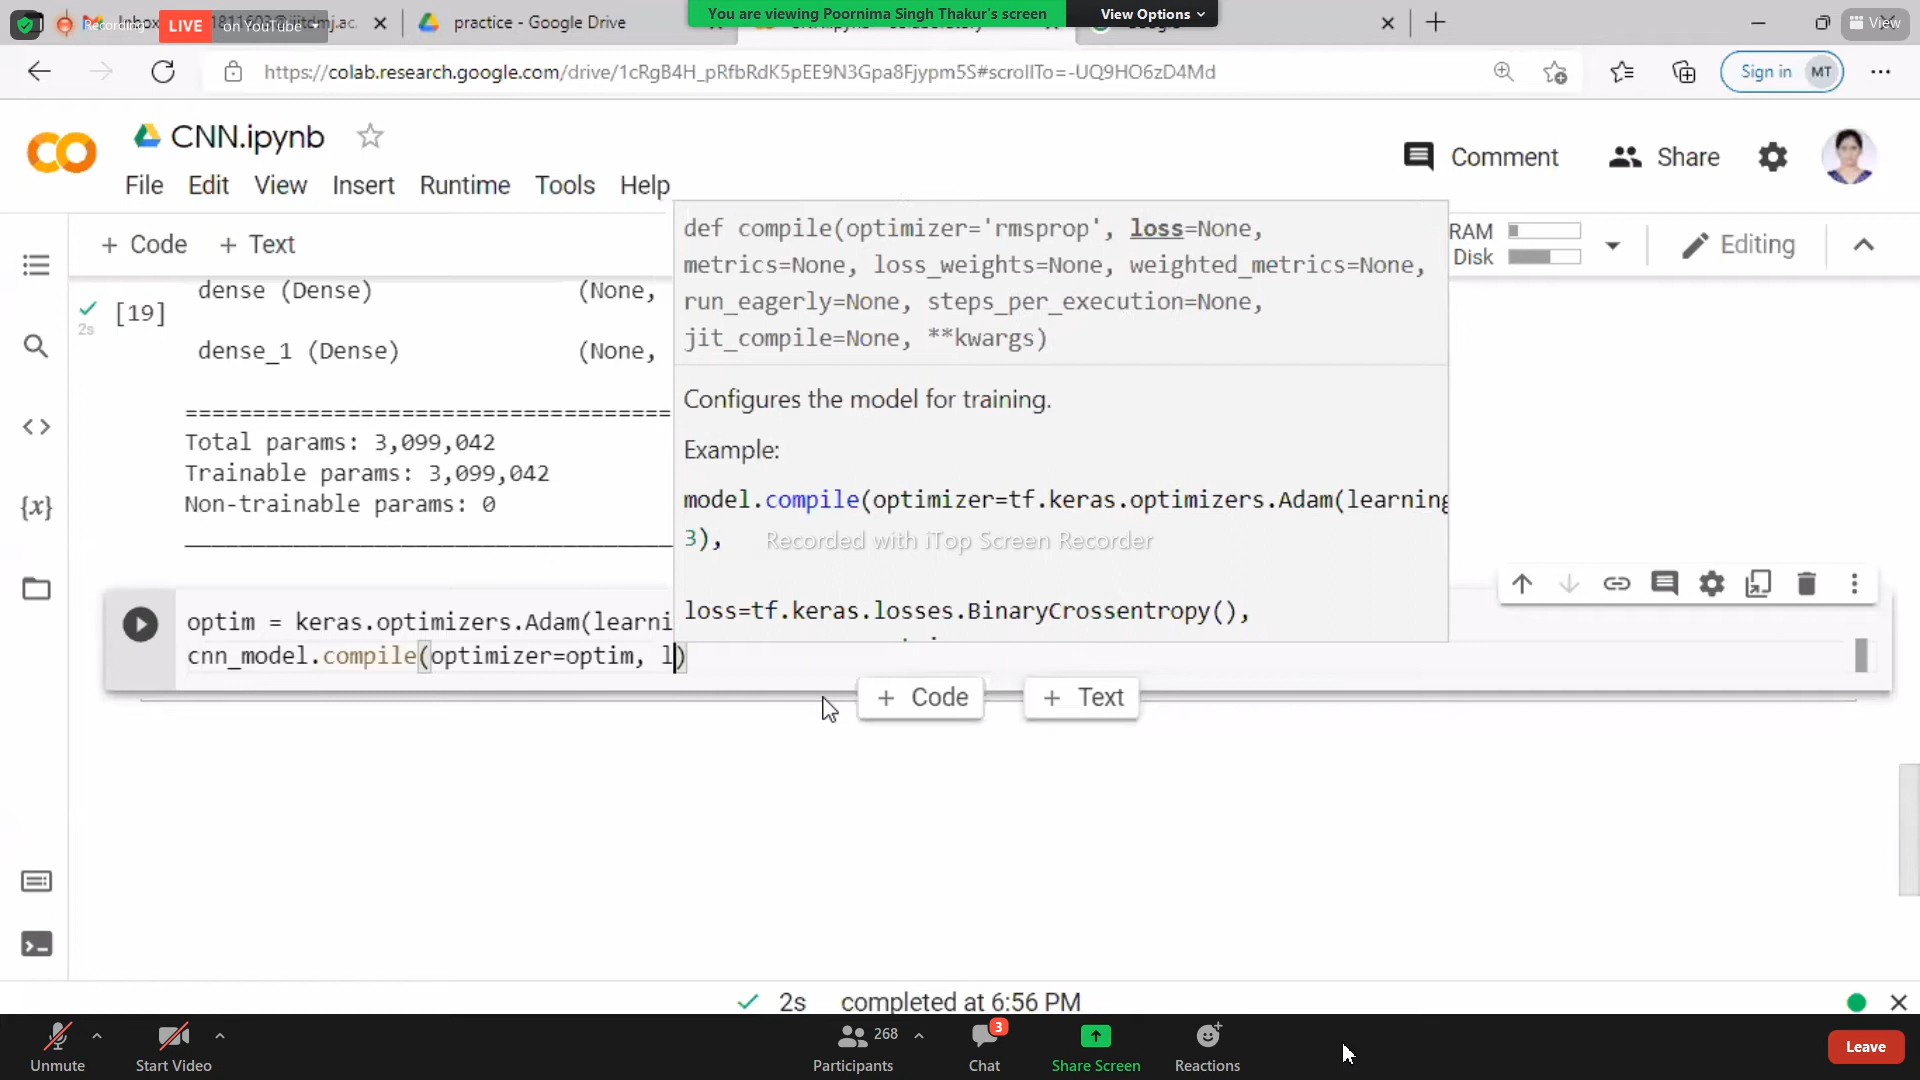 You are viewing Poornima Singh Thakur's screen
View Options
Recording
LIVE on YouTube
practice - Google Drive
View
https://colab.research.google.com/drive/1cRgB4H_pRfbRdK5pEE9N3Gpa8Fjypm5S#scrollTo=-UQ9HO6zD4Md
Sign in MT
CNN.ipynb
Comment
Share
File Edit View Insert Runtime Tools Help
+ Code + Text
RAM
Disk
Editing
def compile(optimizer='rmsprop', loss=None,
metrics=None, loss_weights=None, weighted_metrics=None,
run_eagerly=None, steps_per_execution=None,
jit_compile=None, **kwargs)
Configures the model for training.
Example:
model.compile(optimizer=tf.keras.optimizers.Adam(learning
3),
loss=tf.keras.losses.BinaryCrossentropy(),
Recorded with iTop Screen Recorder
[19]
2s
dense (Dense) (None,
dense_1 (Dense) (None,
=====================================
Total params: 3,099,042
Trainable params: 3,099,042
Non-trainable params: 0
optim = keras.optimizers.Adam(learni
cnn_model.compile(optimizer=optim, l)
+ Code + Text
2s completed at 6:56 PM
Unmute
Start Video
268
Participants
3
Chat
Share Screen
Reactions
Leave